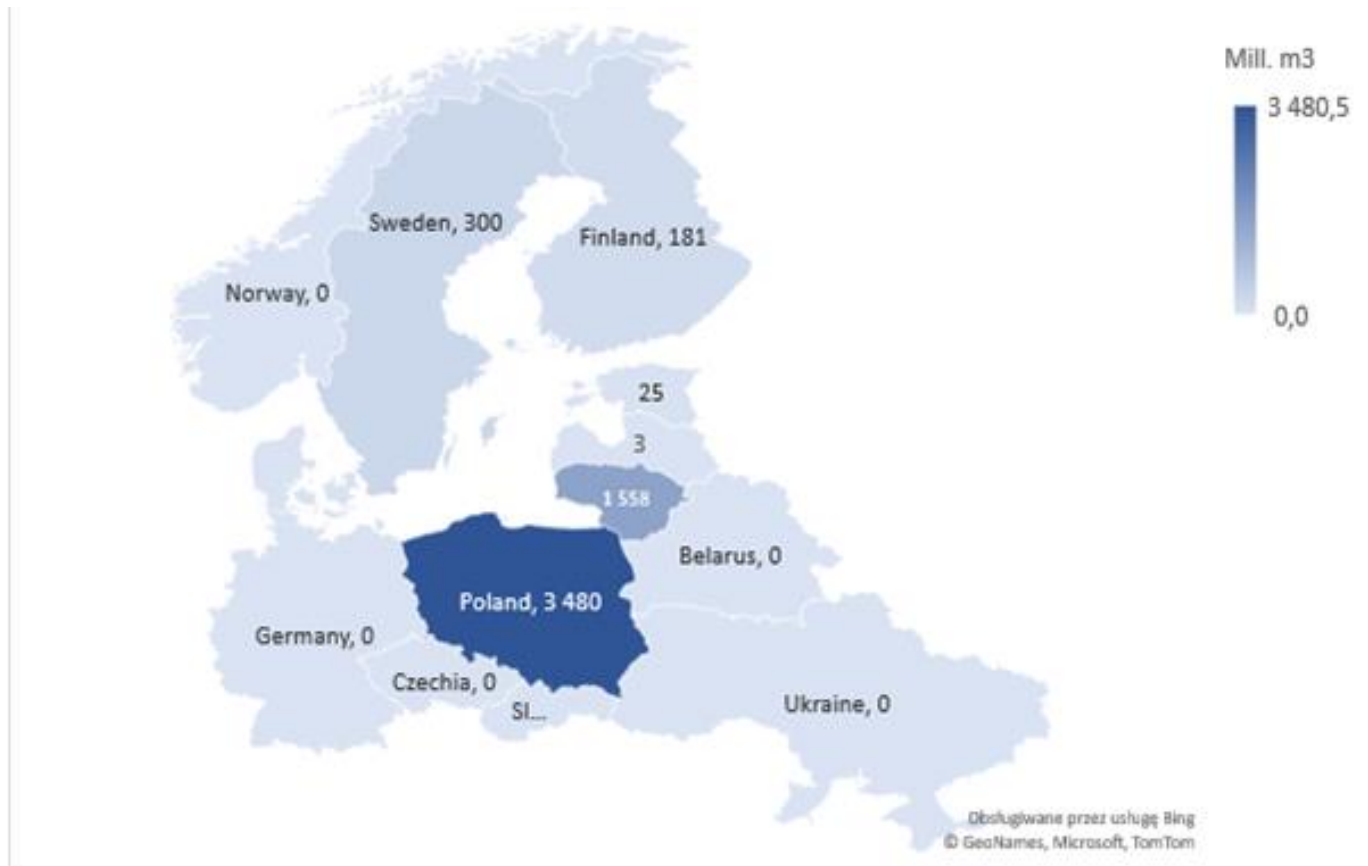 Mill. m3
3 480,5
0,0
Sweden, 300
Finland, 181
Norway, 0
25
3
1 558
Belarus, 0
Poland, 3 480
Germany, 0
Czechia, 0
Sl...
Ukraine, 0
Obsługiwane przez usługę Bing
© GeoNames, Microsoft, TomTom